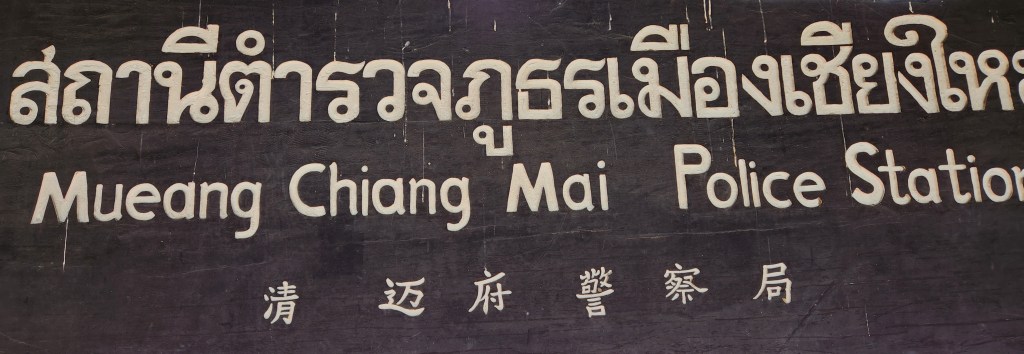 สถานีตำรวจภูธรเมืองเชียงให
Mueang Chiang Mai Police Station
清迈府警察局